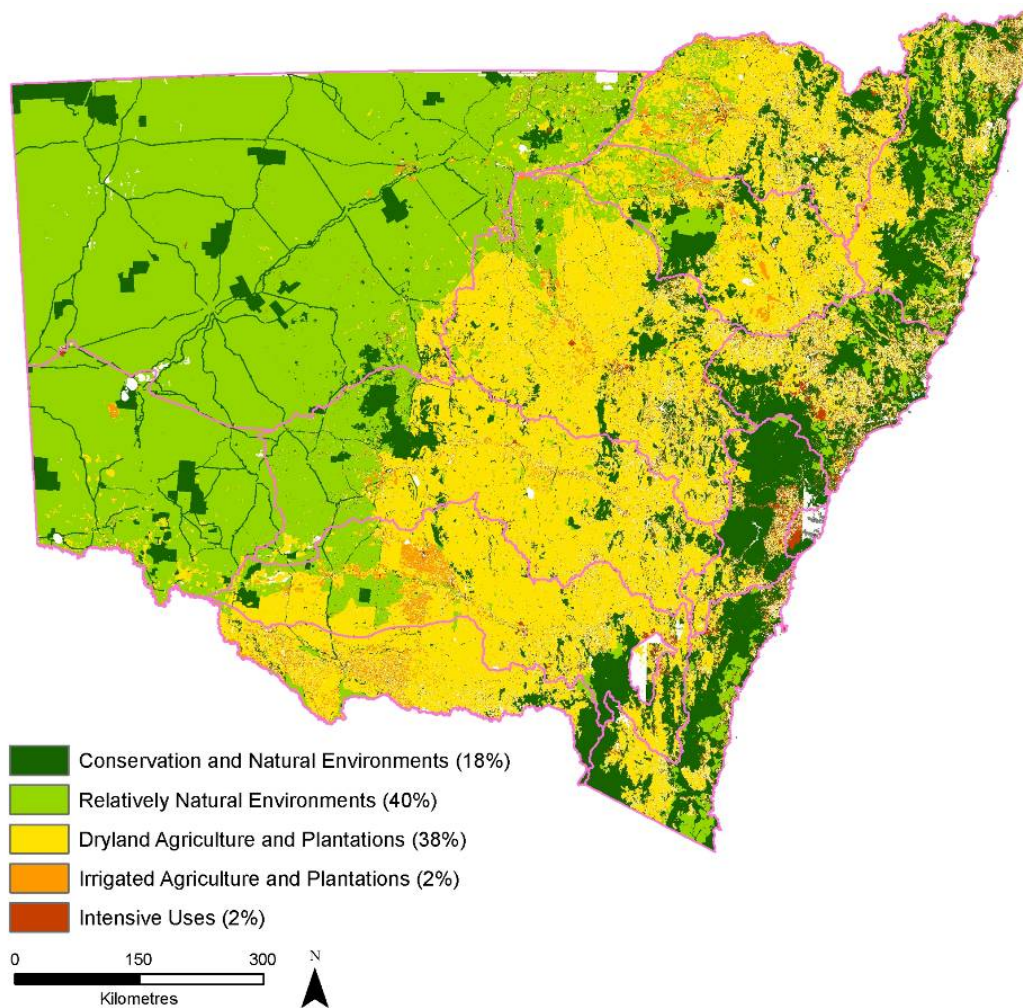 Conservation and Natural Environments (18%)
Relatively Natural Environments (40%)
Dryland Agriculture and Plantations (38%)
Irrigated Agriculture and Plantations (2%)
Intensive Uses (2%)
0 150 300
Kilometres
N